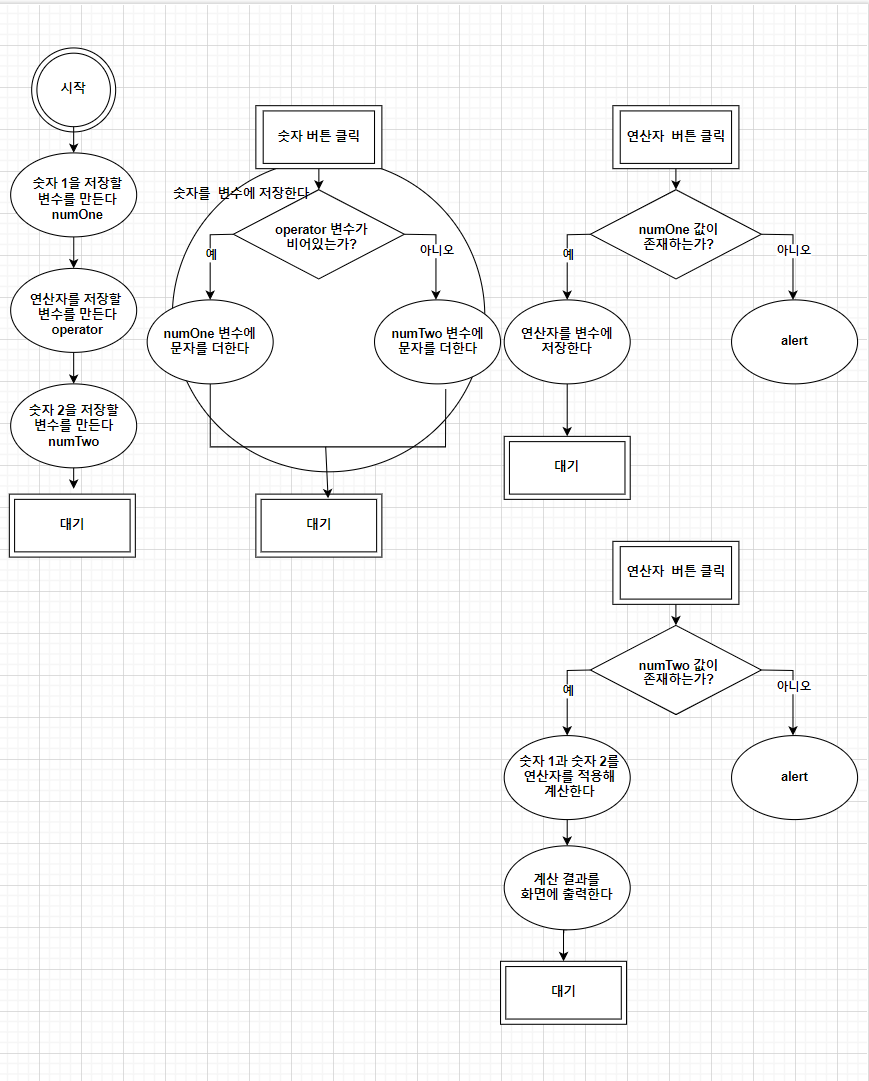 시작
숫자 1을 저장할
변수를 만든다
numOne
연산자를 저장할
변수를 만든다
operator
숫자 2을 저장할
변수를 만든다
numTwo
대기
숫자 버튼 클릭
숫자를 변수에 저장한다
operator 변수가
비어있는가?
예
아니오
numOne 변수에
문자를 더한다
numTwo 변수에
문자를 더한다
대기
연산자 버튼 클릭
numOne 값이
존재하는가?
예
아니오
연산자를 변수에
저장한다
alert
대기
연산자 버튼 클릭
numTwo 값이
존재하는가?
예
아니오
숫자 1과 숫자 2를
연산자를 적용해
계산한다
alert
계산 결과를
화면에 출력한다
대기